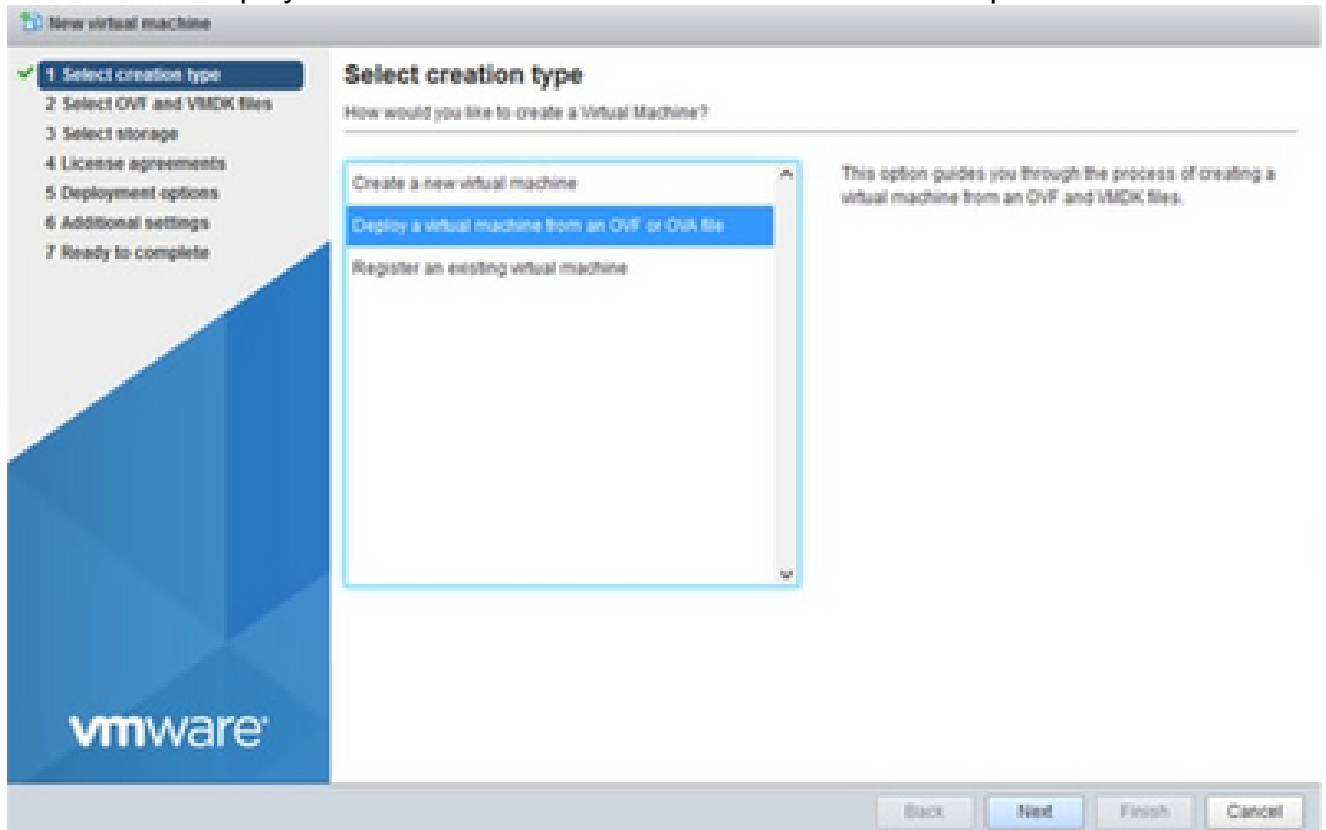 New virtual machine
1 Select creation type
2 Select OVF and VMDK files
3 Select storage
4 License agreements
5 Deployment options
6 Additional settings
7 Ready to complete
Select creation type
How would you like to create a Virtual Machine?
Create a new virtual machine
Deploy a virtual machine from an OVF or OVA file
Register an existing virtual machine
This option guides you through the process of creating a
virtual machine from an OVF and VMDK files.
vmware
Back
Next
Finish
Cancel